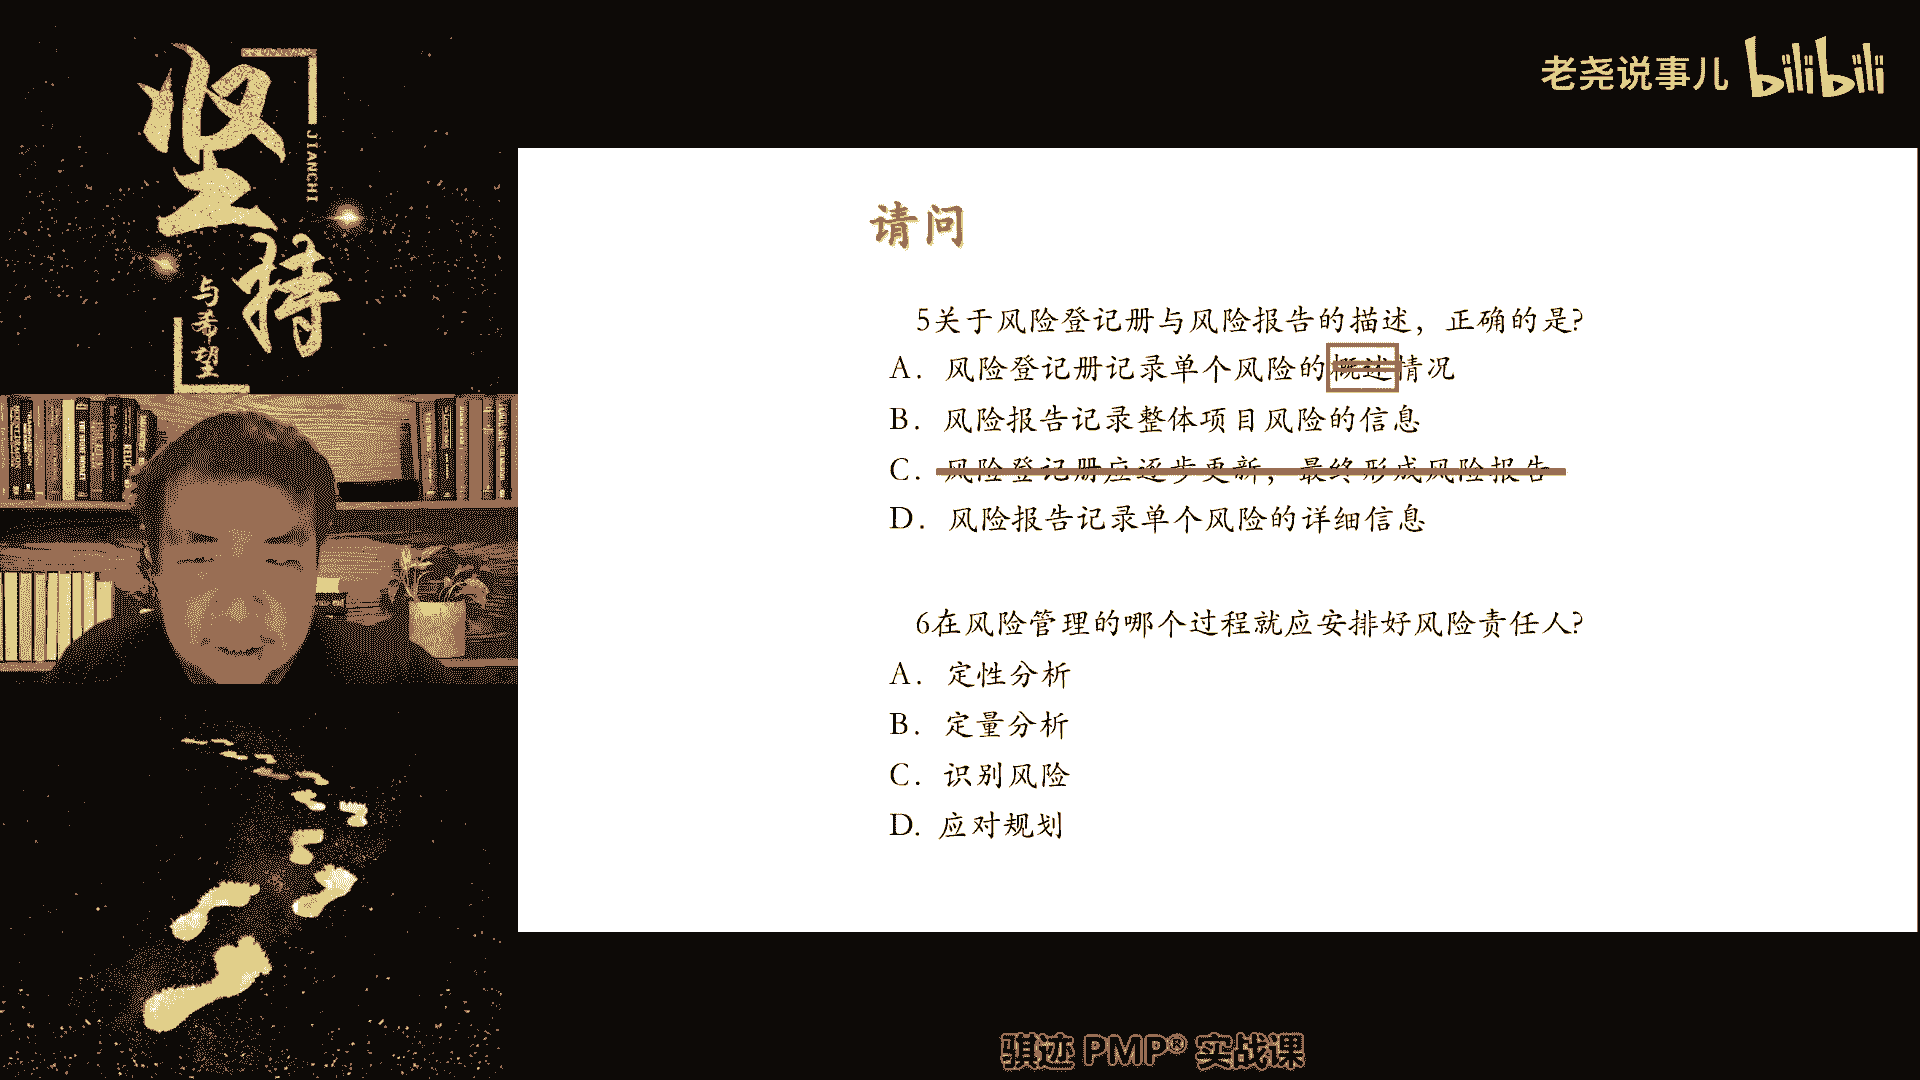 坚持
JIANCHI
与希望
老尧说事儿 bilibili
请问
5关于风险登记册与风险报告的描述，正确的是?
A. 风险登记册记录单个风险的概述情况
B. 风险报告记录整体项目风险的信息
C. 风险登记册应逐步更新，最终形成风险报告
D. 风险报告记录单个风险的详细信息
6在风险管理的哪个过程就应安排好风险责任人?
A. 定性分析
B. 定量分析
C. 识别风险
D. 应对规划
骐迹 PMP® 实战课